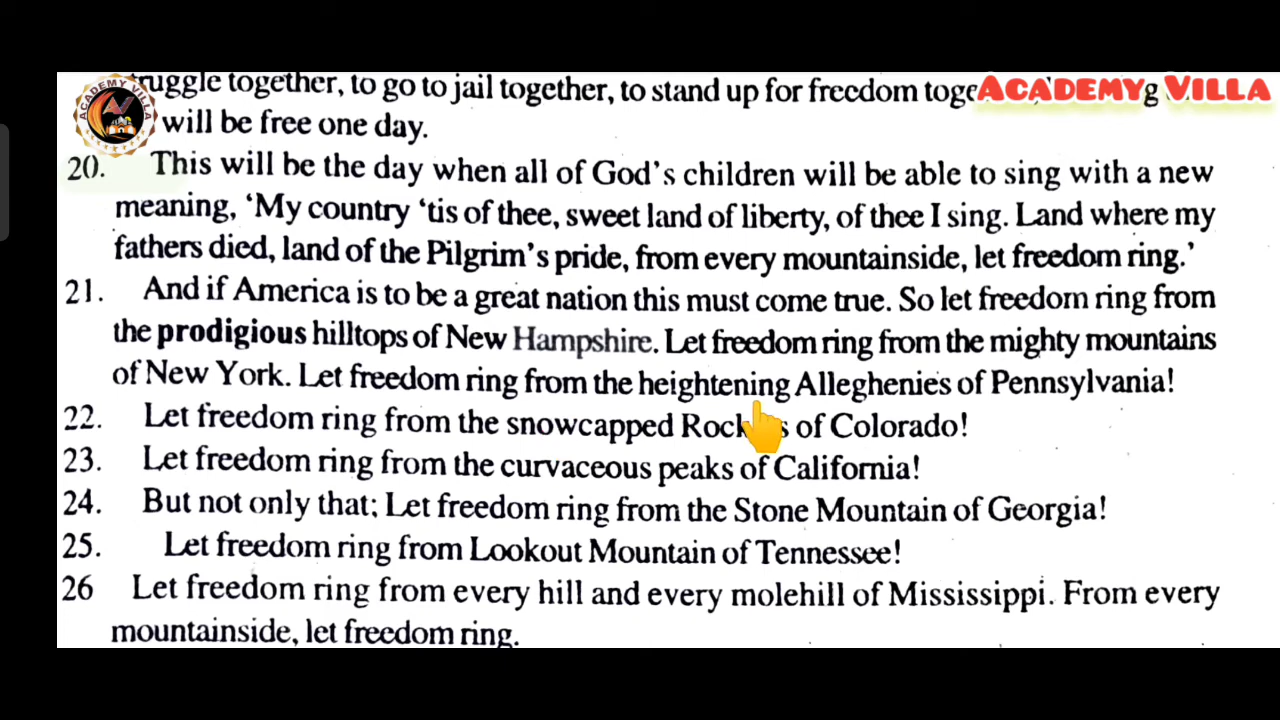 truggle together, to go to jail together, to stand up for freedom toge
ACADEMY VILLA
g
ACADEMY VILLA
will be free one day.
20. This will be the day when all of God's children will be able to sing with a new
meaning, 'My country 'tis of thee, sweet land of liberty, of thee I sing. Land where my
fathers died, land of the Pilgrim's pride, from every mountainside, let freedom ring.'
21. And if America is to be a great nation this must come true. So let freedom ring from
the prodigious hilltops of New Hampshire. Let freedom ring from the mighty mountains
of New York. Let freedom ring from the heightening Alleghenies of Pennsylvania!
22. Let freedom ring from the snowcapped Rock s of Colorado!
23. Let freedom ring from the curvaceous peaks of California!
24. But not only that; Let freedom ring from the Stone Mountain of Georgia!
25. Let freedom ring from Lookout Mountain of Tennessee!
26 Let freedom ring from every hill and every molehill of Mississippi. From every
mountainside, let freedom ring.